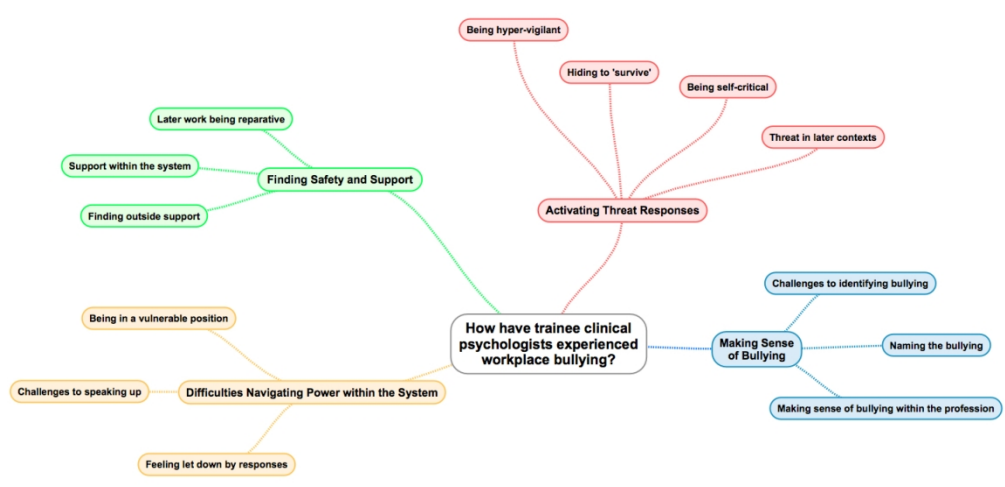 Being hyper-vigilant
Hiding to 'survive'
Being self-critical
Threat in later contexts
Activating Threat Responses
Later work being reparative
Support within the system
Finding outside support
Finding Safety and Support
How have trainee clinical
psychologists experienced
workplace bullying?
Challenges to identifying bullying
Naming the bullying
Making sense of bullying within the profession
Making Sense
of Bullying
Being in a vulnerable position
Challenges to speaking up
Feeling let down by responses
Difficulties Navigating Power within the System